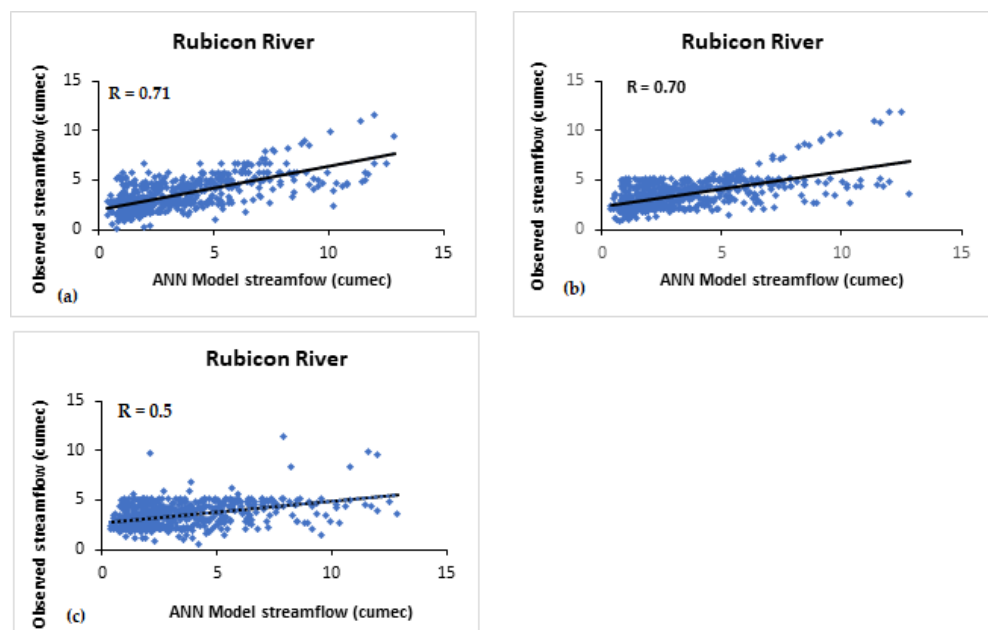 Rubicon River
R = 0.71
Observed streamflow (cumec)
15
10
5
0
0
5
10
15
ANN Model streamfow (cumec)
(a)
Rubicon River
R = 0.70
Observed streamflow (cumec)
15
10
5
0
0
5
10
15
ANN Model streamflow (cumec)
(b)
Rubicon River
R = 0.5
Observed streamflow (cumec)
15
10
5
0
0
5
10
15
ANN Model streamflow (cumec)
(c)